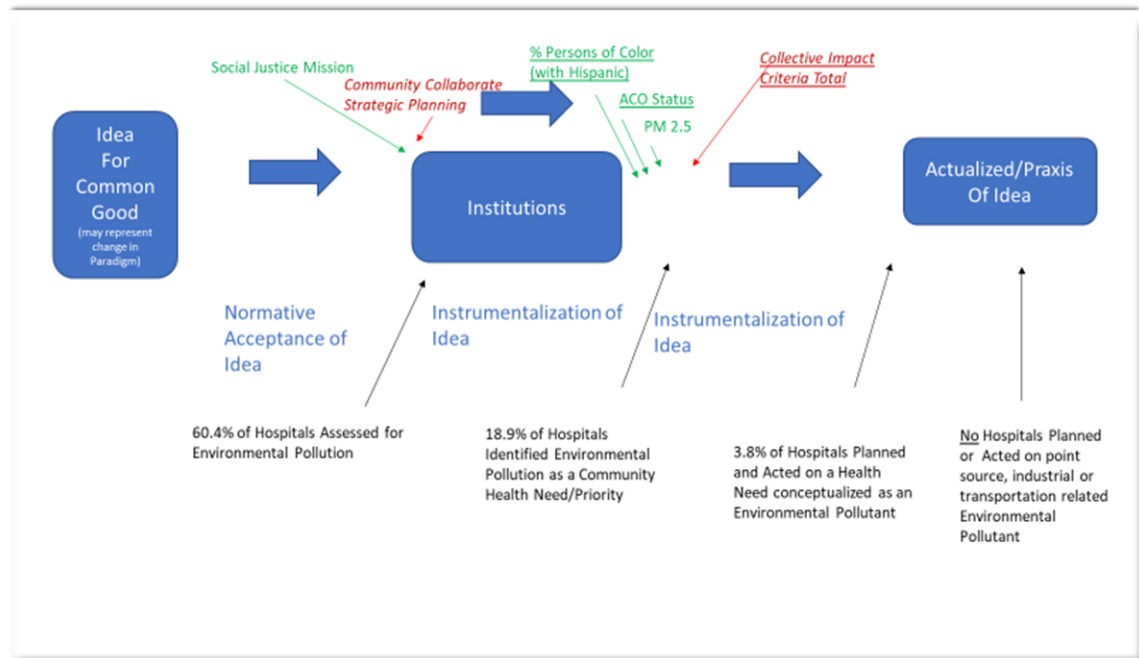 Social Justice Mission
Community Collaborate
Strategic Planning
% Persons of Color
(with Hispanic)
ACO Status
PM 2.5
Collective Impact
Criteria Total
Idea
For
Common
Good
(may represent
change in
Paradigm)
Institutions
Actualized/Praxis
Of Idea
Normative
Acceptance of
Idea
Instrumentalization of
Idea
Instrumentalization of
Idea
60.4% of Hospitals Assessed for
Environmental Pollution
18.9% of Hospitals
Identified Environmental
Pollution as a Community
Health Need/Priority
3.8% of Hospitals Planned
and Acted on a Health
Need conceptualized as an
Environmental Pollutant
No Hospitals Planned
or Acted on point
source, industrial or
transportation related
Environmental
Pollutant